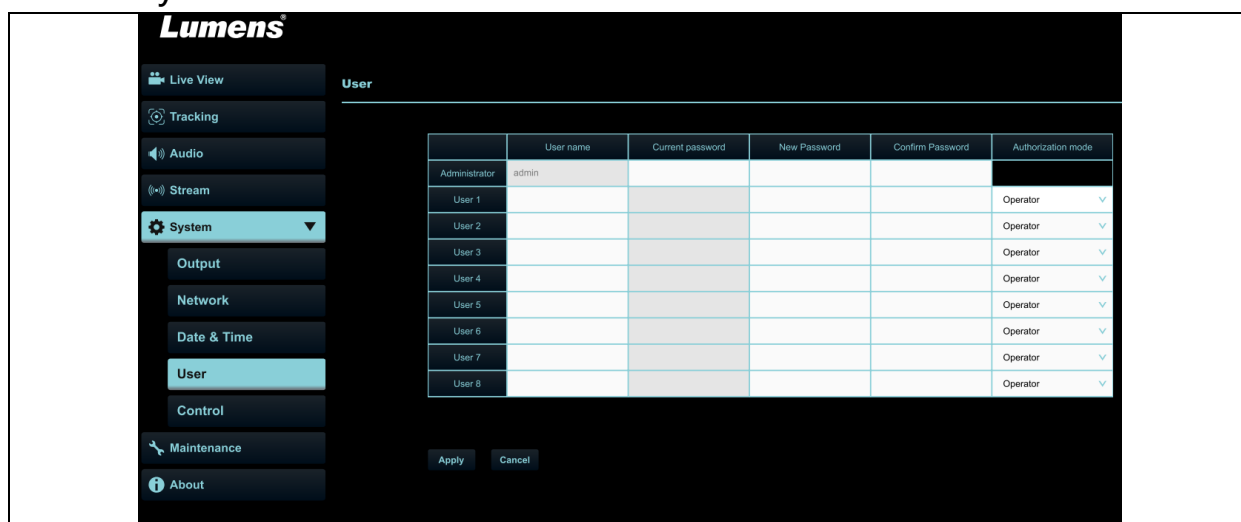 Lumens®
Live View
User
Tracking
Audio
Stream
System
Output
Network
Date & Time
User
Control
Maintenance
About
User name Current password New Password Confirm Password Authorization mode
Administrator admin
User 1 Operator
User 2 Operator
User 3 Operator
User 4 Operator
User 5 Operator
User 6 Operator
User 7 Operator
User 8 Operator
Apply Cancel